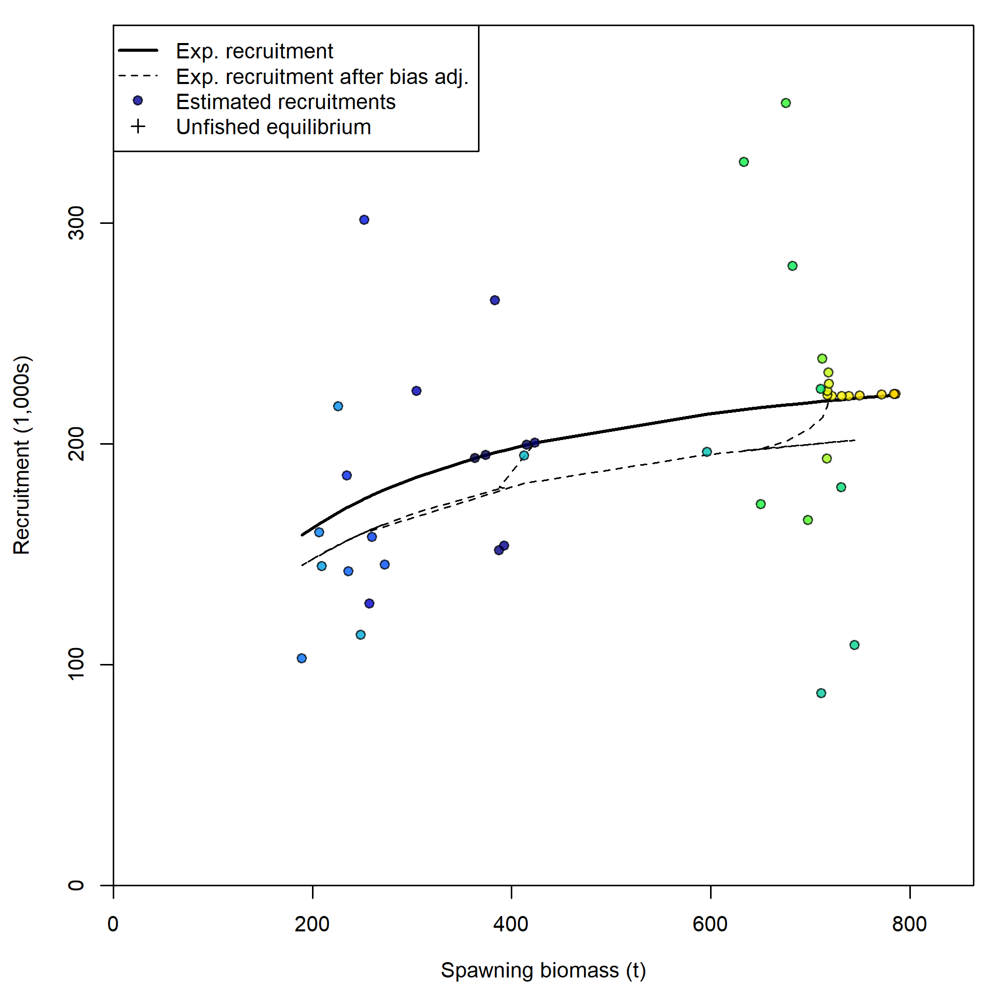 Exp. recruitment
Exp. recruitment after bias adj.
Estimated recruitments
Unfished equilibrium
Recruitment (1,000s)
300
200
100
0
0 200 400 600 800
Spawning biomass (t)